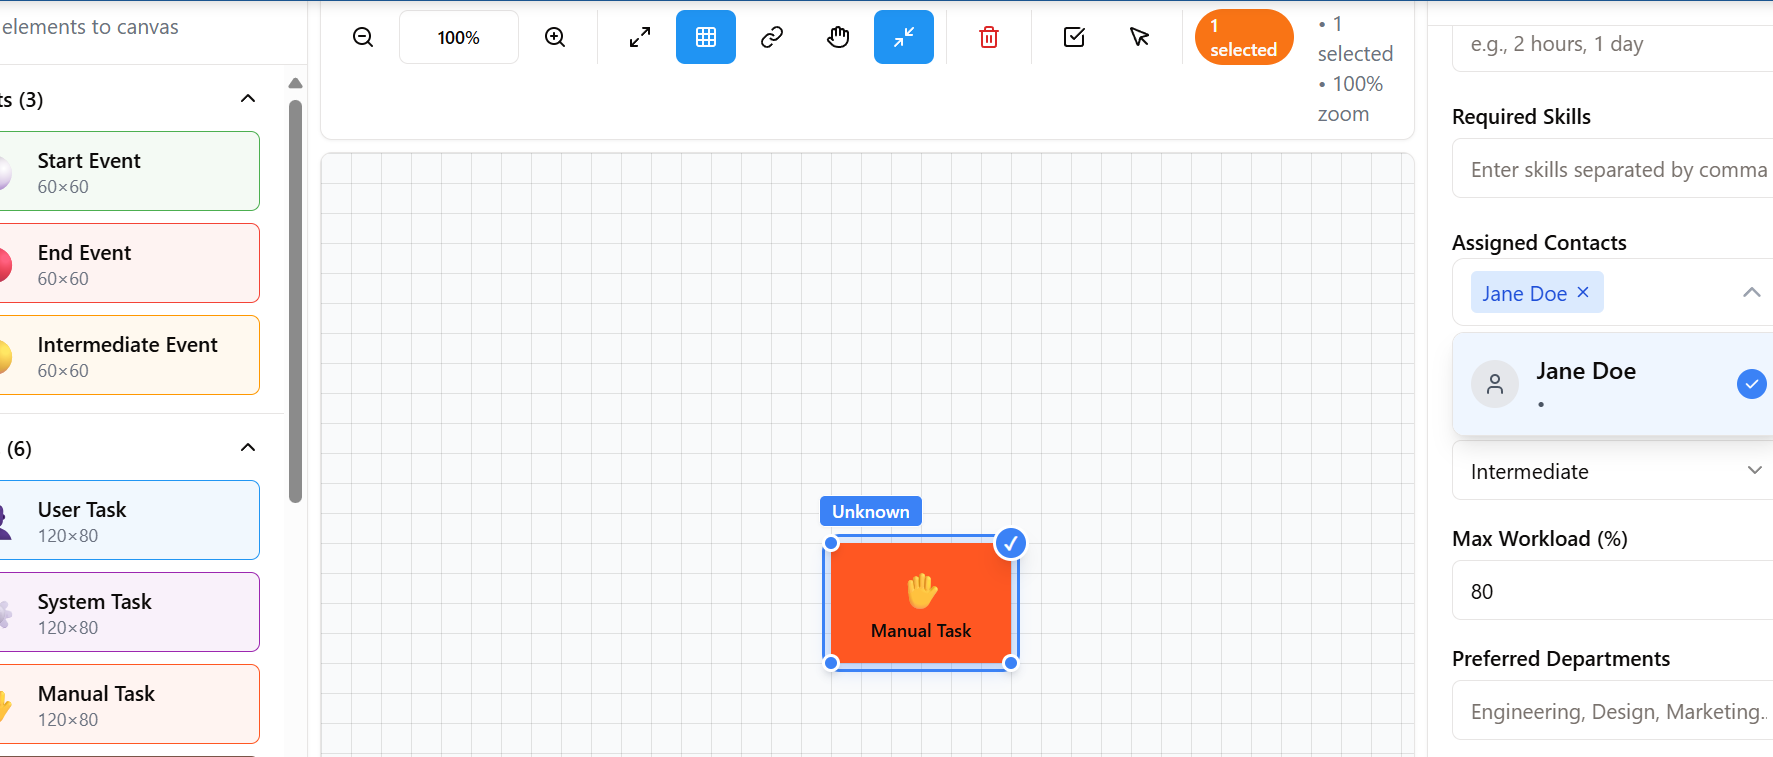 elements to canvas
ts (3)
Start Event
60×60
End Event
60×60
Intermediate Event
60×60
(6)
User Task
120×80
System Task
120×80
Manual Task
120×80
100%
1
selected
• 1
selected
• 100%
zoom
Unknown
Manual Task
e.g., 2 hours, 1 day
Required Skills
Enter skills separated by comma
Assigned Contacts
Jane Doe ×
Jane Doe
•
Intermediate
Max Workload (%)
80
Preferred Departments
Engineering, Design, Marketing..